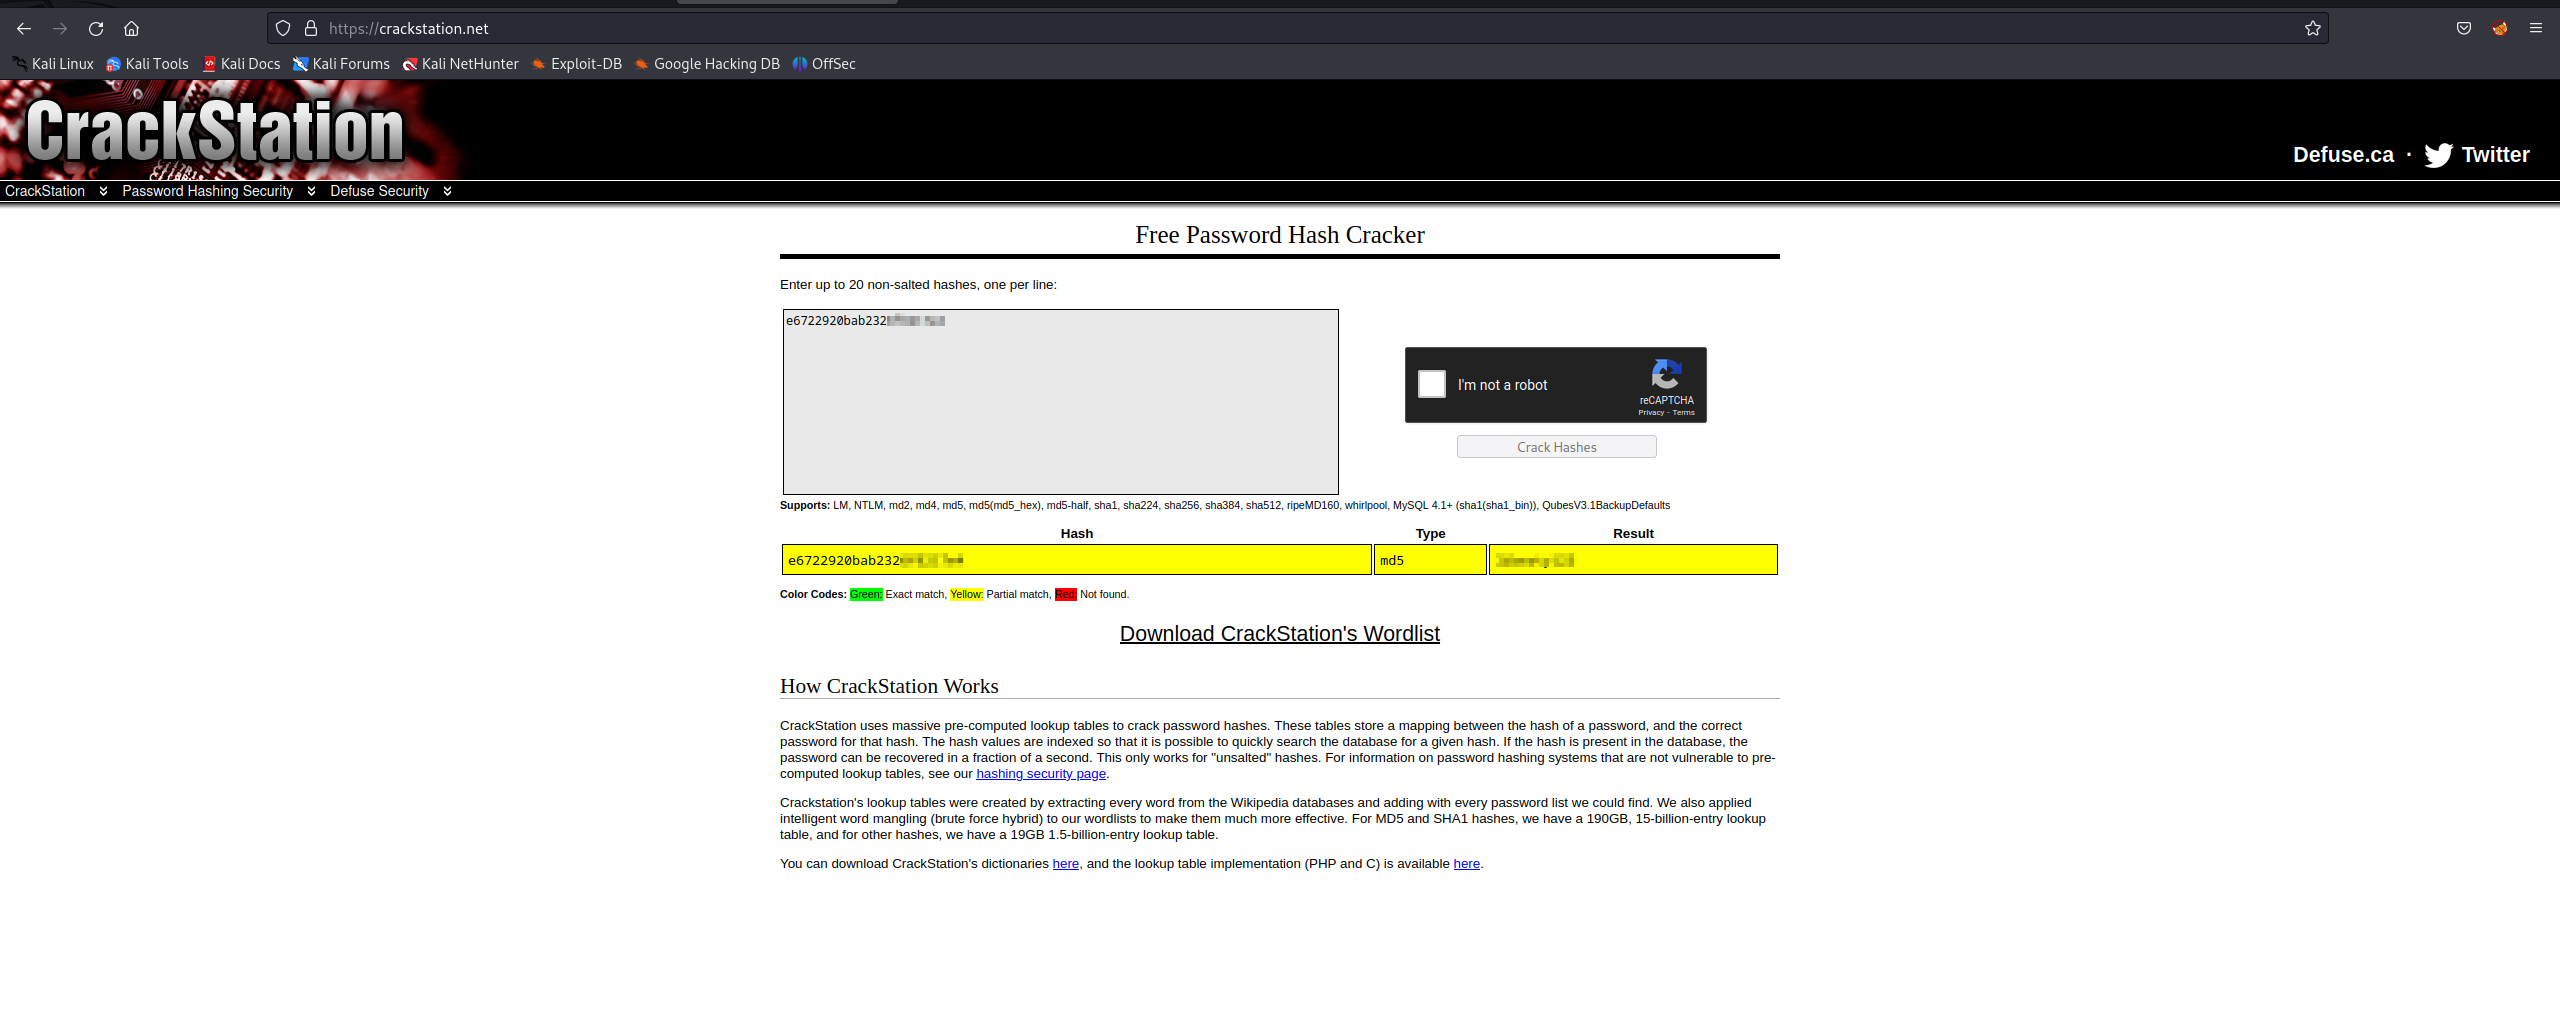 https://crackstation.net
Kali Linux Kali Tools Kali Docs Kali Forums Kali NetHunter Exploit-DB Google Hacking DB OffSec
CrackStation
Defuse.ca · Twitter
CrackStation Password Hashing Security Defuse Security
Free Password Hash Cracker
Enter up to 20 non-salted hashes, one per line:
e6722920bab232
I'm not a robot
reCAPTCHA
Privacy - Terms
Crack Hashes
Supports: LM, NTLM, md2, md4, md5, md5(md5_hex), md5-half, sha1, sha224, sha256, sha384, sha512, ripeMD160, whirlpool, MySQL 4.1+ (sha1(sha1_bin)), QubesV3.1BackupDefaults
Hash Type Result
e6722920bab232 md5
Color Codes: Green: Exact match, Yellow: Partial match, Red: Not found.
Download CrackStation's Wordlist
How CrackStation Works
CrackStation uses massive pre-computed lookup tables to crack password hashes. These tables store a mapping between the hash of a password, and the correct
password for that hash. The hash values are indexed so that it is possible to quickly search the database for a given hash. If the hash is present in the database, the
password can be recovered in a fraction of a second. This only works for "unsalted" hashes. For information on password hashing systems that are not vulnerable to pre-
computed lookup tables, see our hashing security page.
Crackstation's lookup tables were created by extracting every word from the Wikipedia databases and adding with every password list we could find. We also applied
intelligent word mangling (brute force hybrid) to our wordlists to make them much more effective. For MD5 and SHA1 hashes, we have a 190GB, 15-billion-entry lookup
table, and for other hashes, we have a 19GB 1.5-billion-entry lookup table.
You can download CrackStation's dictionaries here, and the lookup table implementation (PHP and C) is available here.